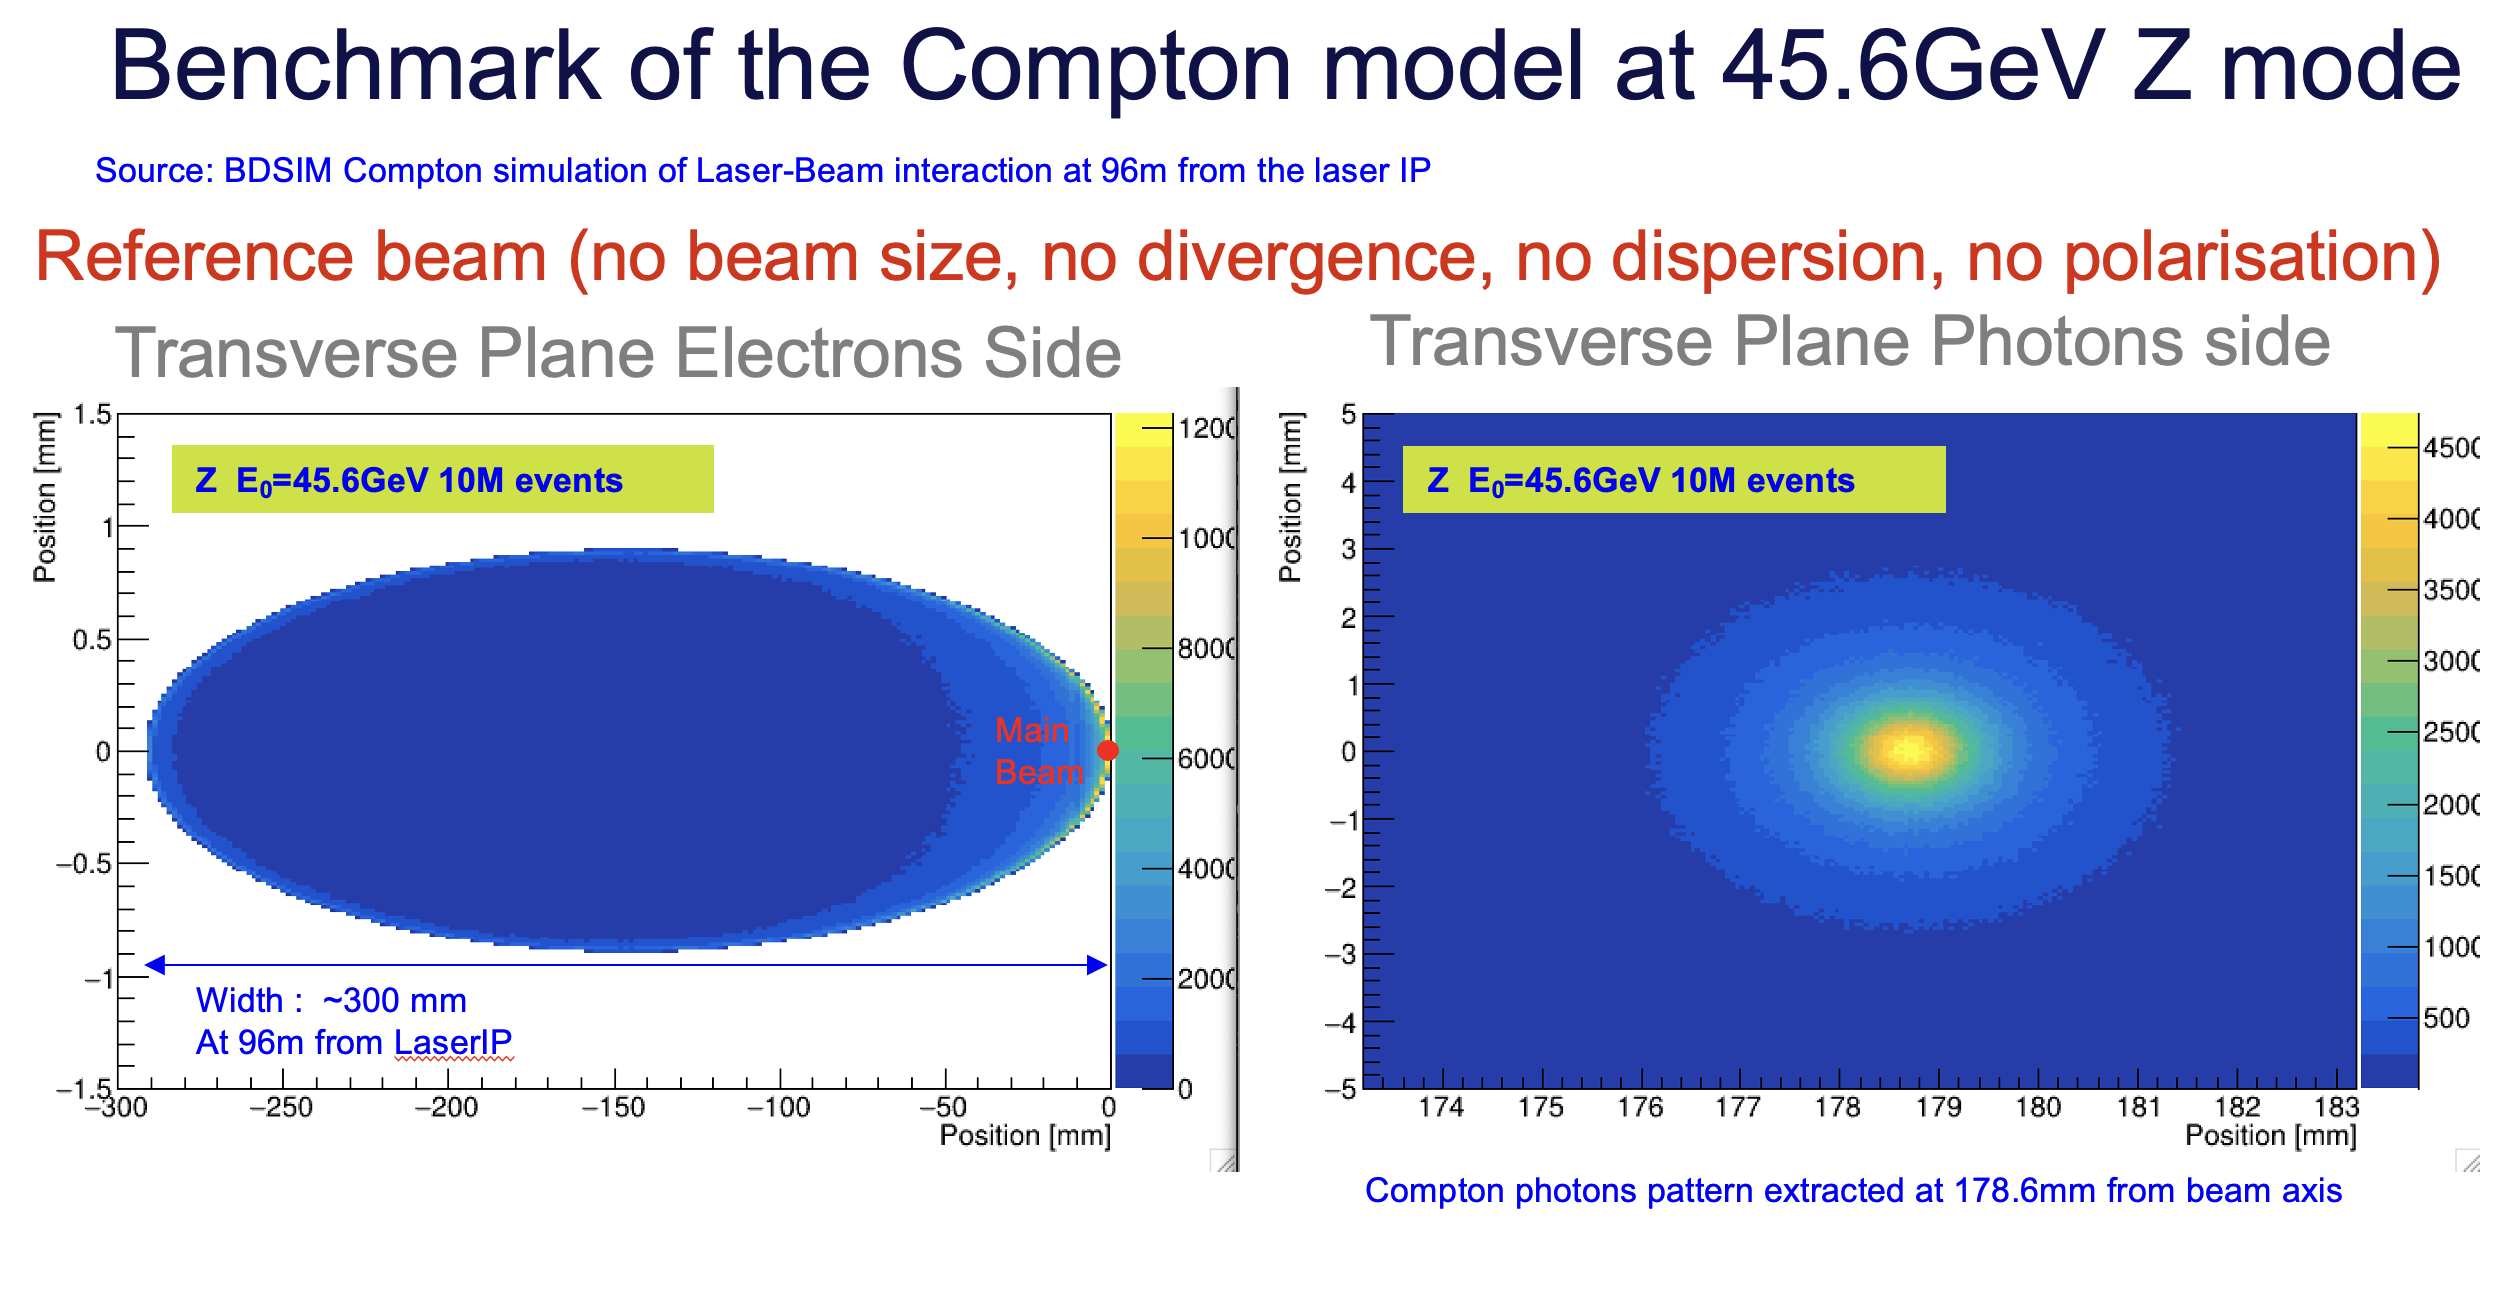 Benchmark of the Compton model at 45.6GeV Z mode
Source: BDSIM Compton simulation of Laser-Beam interaction at 96m from the laser IP
Reference beam (no beam size, no divergence, no dispersion, no polarisation)
Transverse Plane Electrons Side
Position [mm]
1.5
1
0.5
0
−0.5
−1
−1.5
Z E₀=45.6GeV 10M events
Main
Beam
Width : ~300 mm
At 96m from LaserIP
−300 −250 −200 −150 −100 −50 0
Position [mm]
8000
6000
4000
2000
0
Transverse Plane Photons side
Position [mm]
5
4
3
2
1
0
−1
−2
−3
−4
−5
Z E₀=45.6GeV 10M events
174 175 176 177 178 179 180 181 182 183
Position [mm]
4500
4000
3500
3000
2500
2000
1500
1000
500
Compton photons pattern extracted at 178.6mm from beam axis